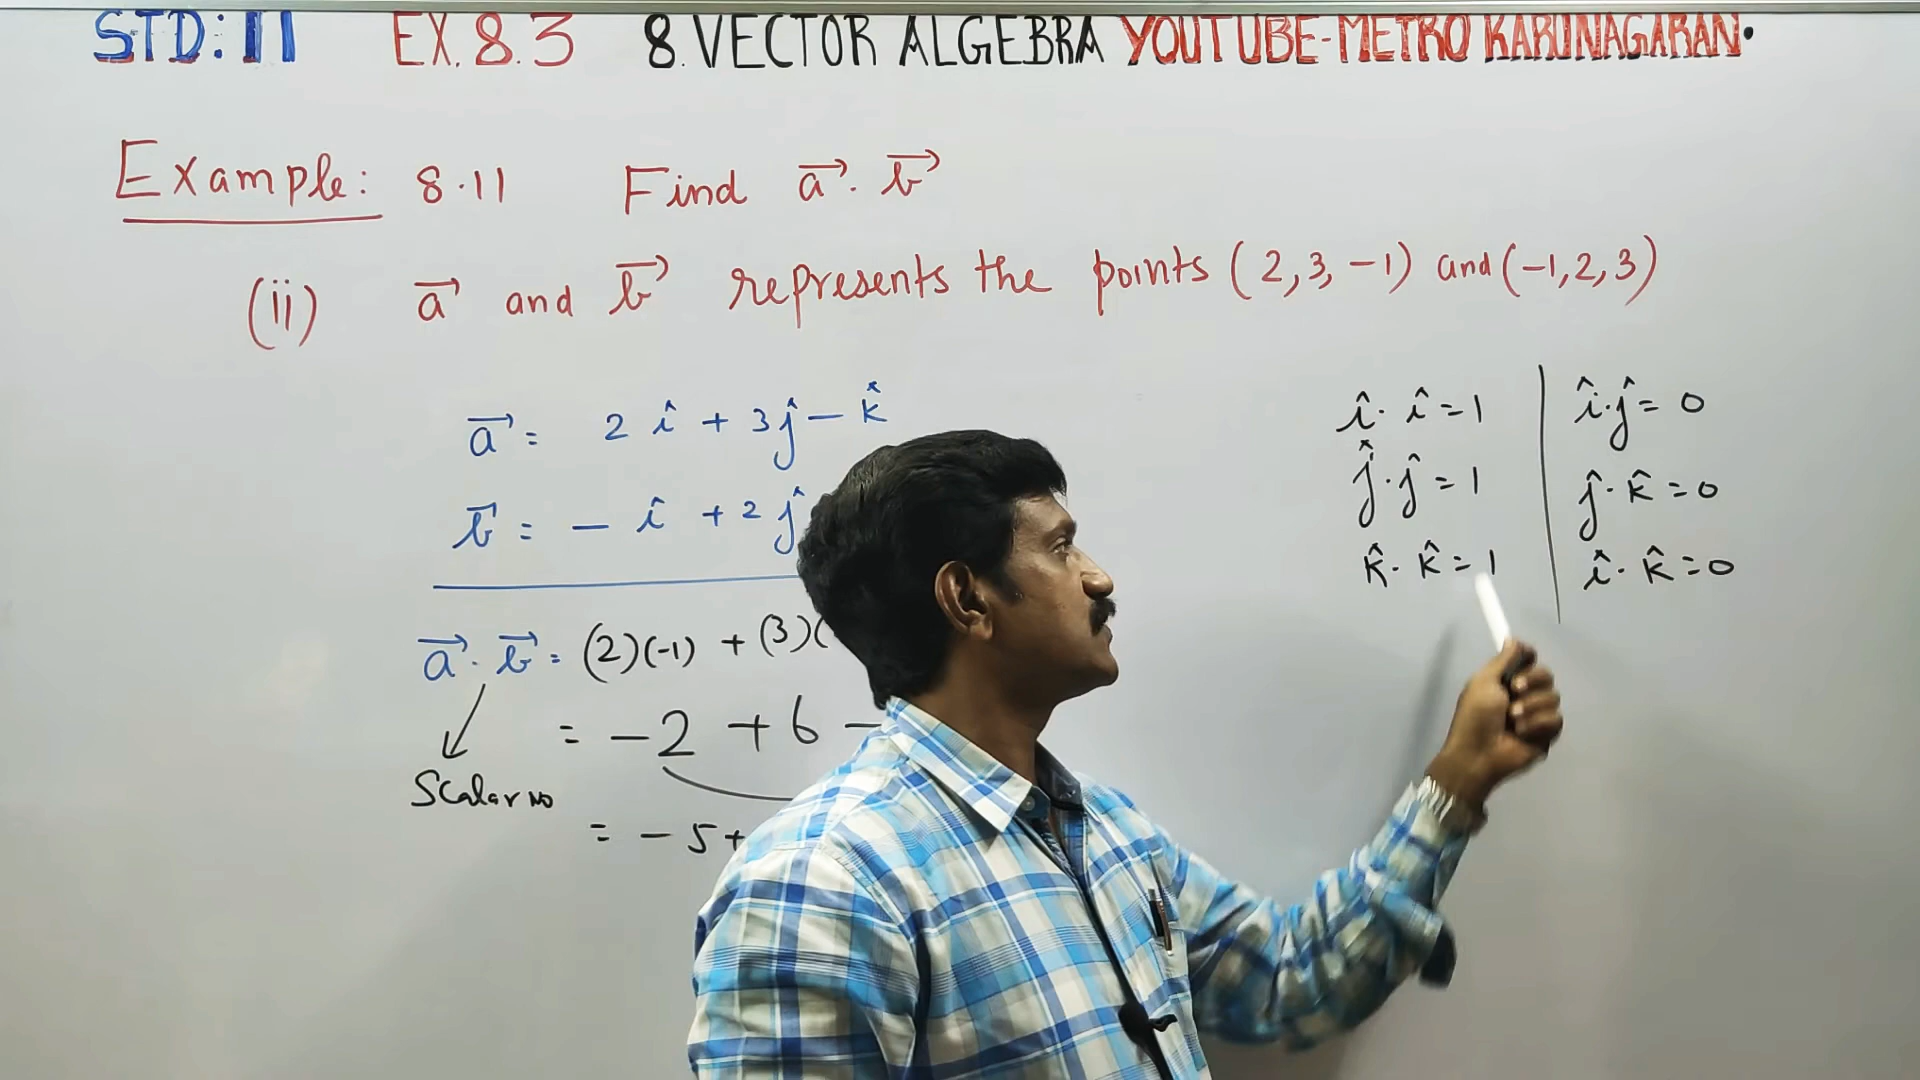 STD: 11 EX. 8.3 8. VECTOR ALGEBRA YOUTUBE-METRO KARUNAGARAN.
Example: 8.11 Find a⃗ . b⃗
(ii) a⃗ and b⃗ represents the points (2, 3, -1) and (-1, 2, 3)
a⃗ = 2 î + 3ĵ - k̂
b⃗ = - î + 2 ĵ
a⃗ . b⃗ = (2)(-1) + (3)(
= -2 + 6 -
Scalar no
= - 5 +
î . î = 1
ĵ . ĵ = 1
k̂ . k̂ = 1
î . ĵ = 0
ĵ . k̂ = 0
î . k̂ = 0